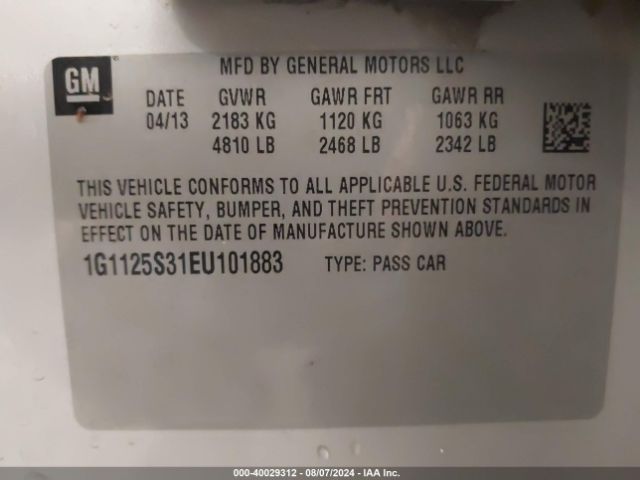 GM
MFD BY GENERAL MOTORS LLC
DATE GVWR GAWR FRT GAWR RR
04/13 2183 KG 1120 KG 1063 KG
4810 LB 2468 LB 2342 LB
THIS VEHICLE CONFORMS TO ALL APPLICABLE U.S. FEDERAL MOTOR
VEHICLE SAFETY, BUMPER, AND THEFT PREVENTION STANDARDS IN
EFFECT ON THE DATE OF MANUFACTURE SHOWN ABOVE.
1G1125S31EU101883 TYPE: PASS CAR
000-40029312 - 08/07/2024 - IAA Inc.